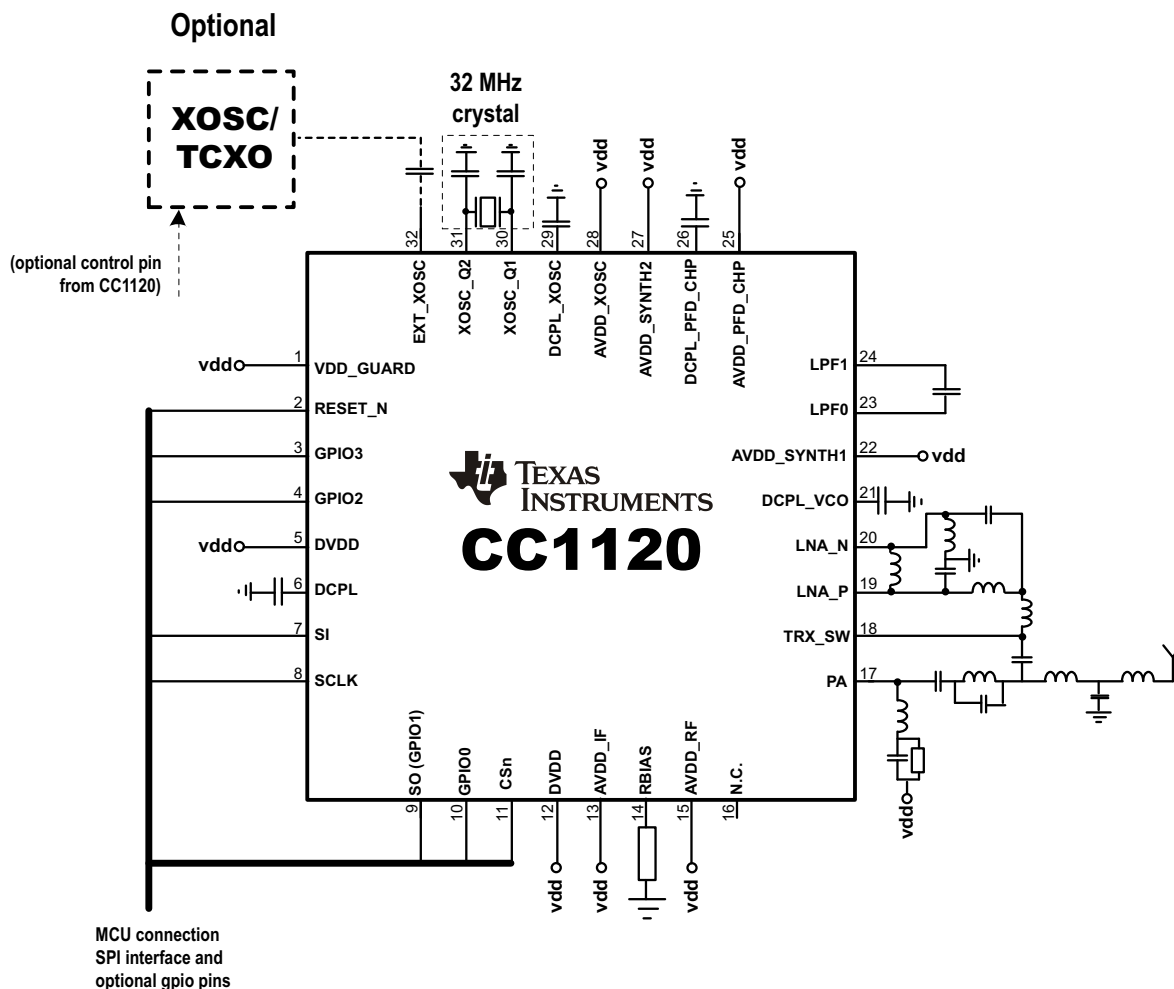 Optional
XOSC/
TCXO
(optional control pin
from CC1120)
32 MHz
crystal
vdd
vdd
vdd
32
31
30
29
28
27
26
25
EXT_XOSC
XOSC_Q2
XOSC_Q1
DCPL_XOSC
AVDD_XOSC
AVDD_SYNTH2
DCPL_PFD_CHP
AVDD_PFD_CHP
vdd 1 VDD_GUARD
2 RESET_N
3 GPIO3
4 GPIO2
vdd 5 DVDD
6 DCPL
7 SI
8 SCLK
TEXAS
INSTRUMENTS
CC1120
LPF1 24
LPF0 23
AVDD_SYNTH1 22 vdd
DCPL_VCO 21
LNA_N 20
LNA_P 19
TRX_SW 18
PA 17
vdd
SO (GPIO1)
GPIO0
CSn
DVDD
AVDD_IF
RBIAS
AVDD_RF
N.C.
9
10
11
12
13
14
15
16
vdd
vdd
vdd
MCU connection
SPI interface and
optional gpio pins